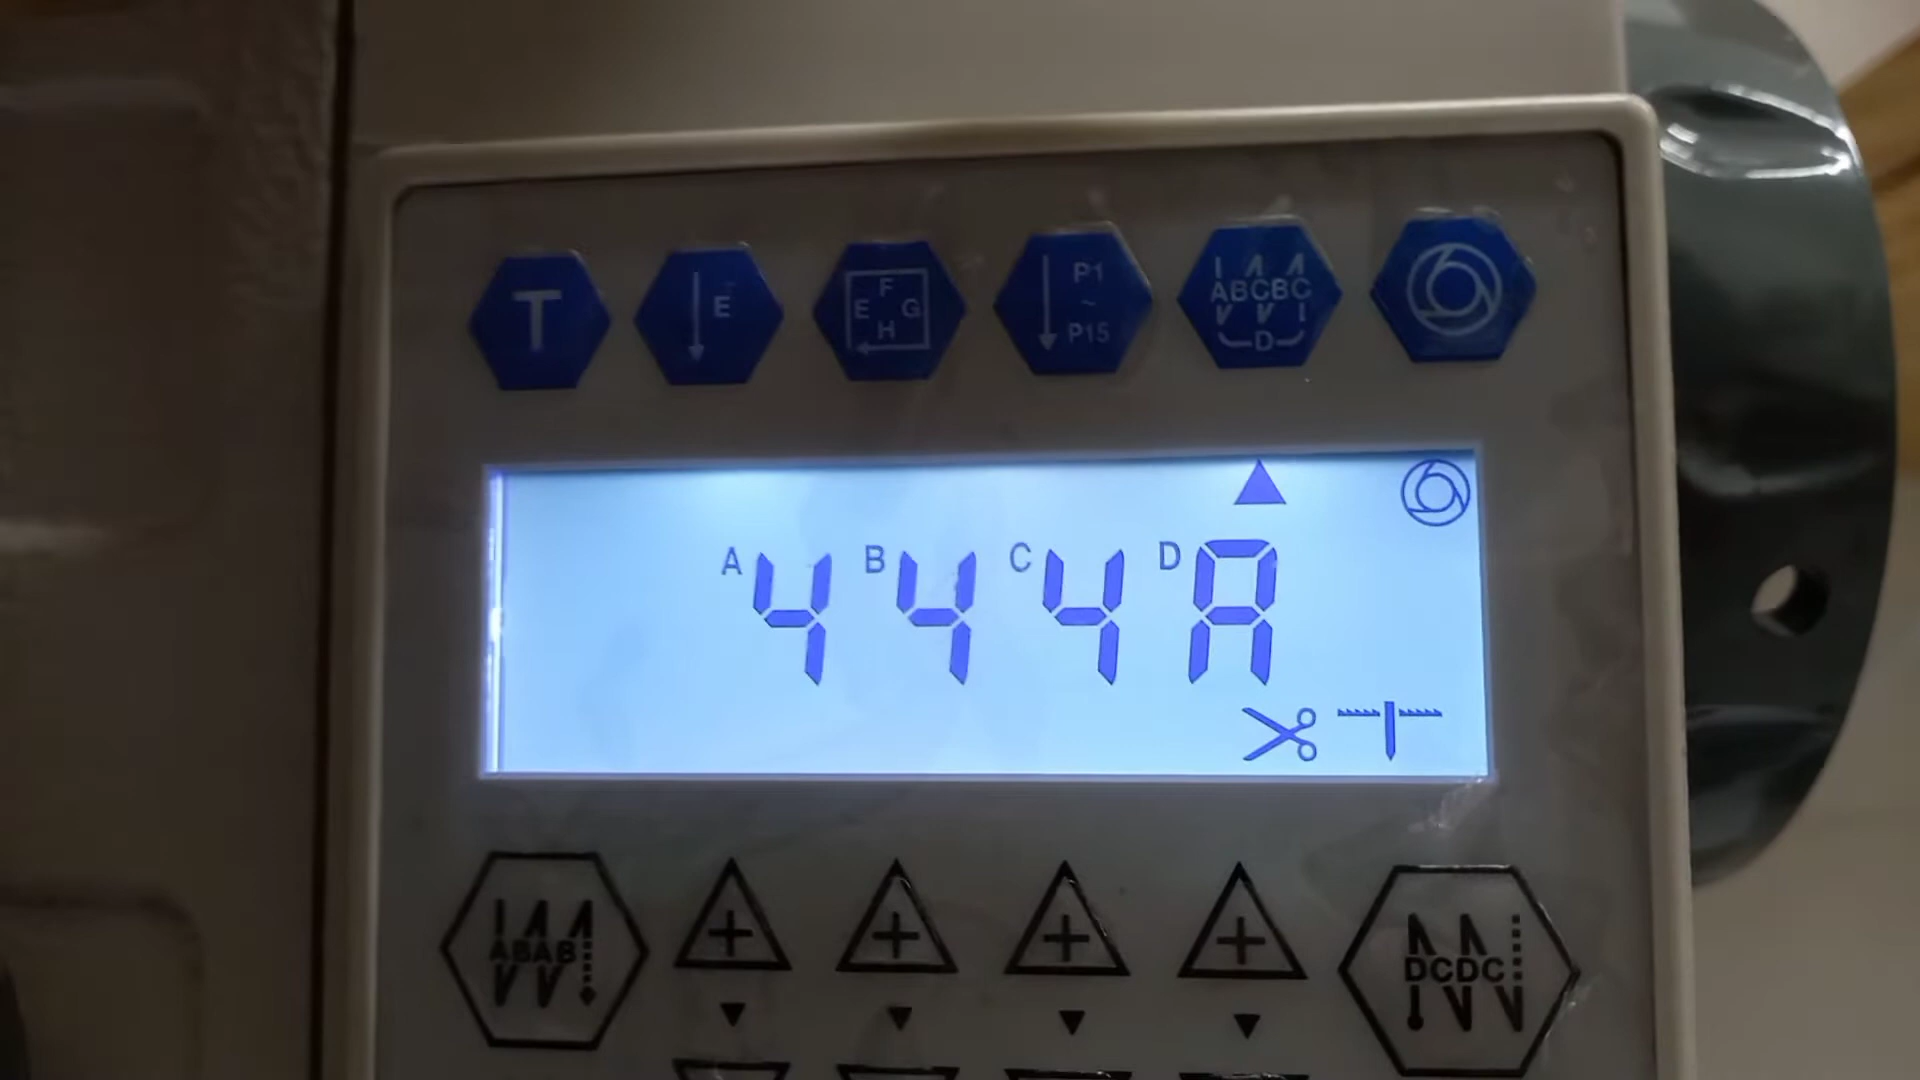 T
E
F
E G
H
P1
~
P15
ABCBC
D
A 4 B 4 C 4 D A
ABAB
+ + + +
DCDC